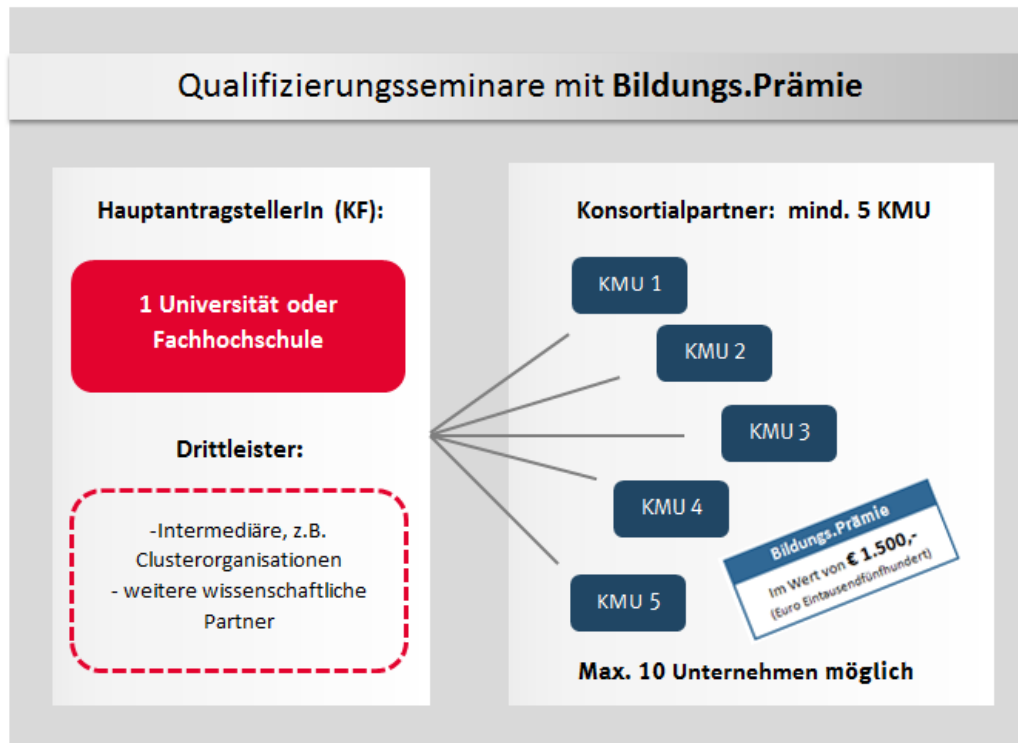 Qualifizierungsseminare mit Bildungs.Prämie
HauptantragstellerIn (KF):
1 Universität oder
Fachhochschule
Drittleister:
-Intermediäre, z.B.
Clusterorganisationen
- weitere wissenschaftliche
Partner
Konsortialpartner: mind. 5 KMU
KMU 1
KMU 2
KMU 3
KMU 4
KMU 5
Bildungs.Prämie
Im Wert von € 1.500,-
(Euro Eintausendfünfhundert)
Max. 10 Unternehmen möglich